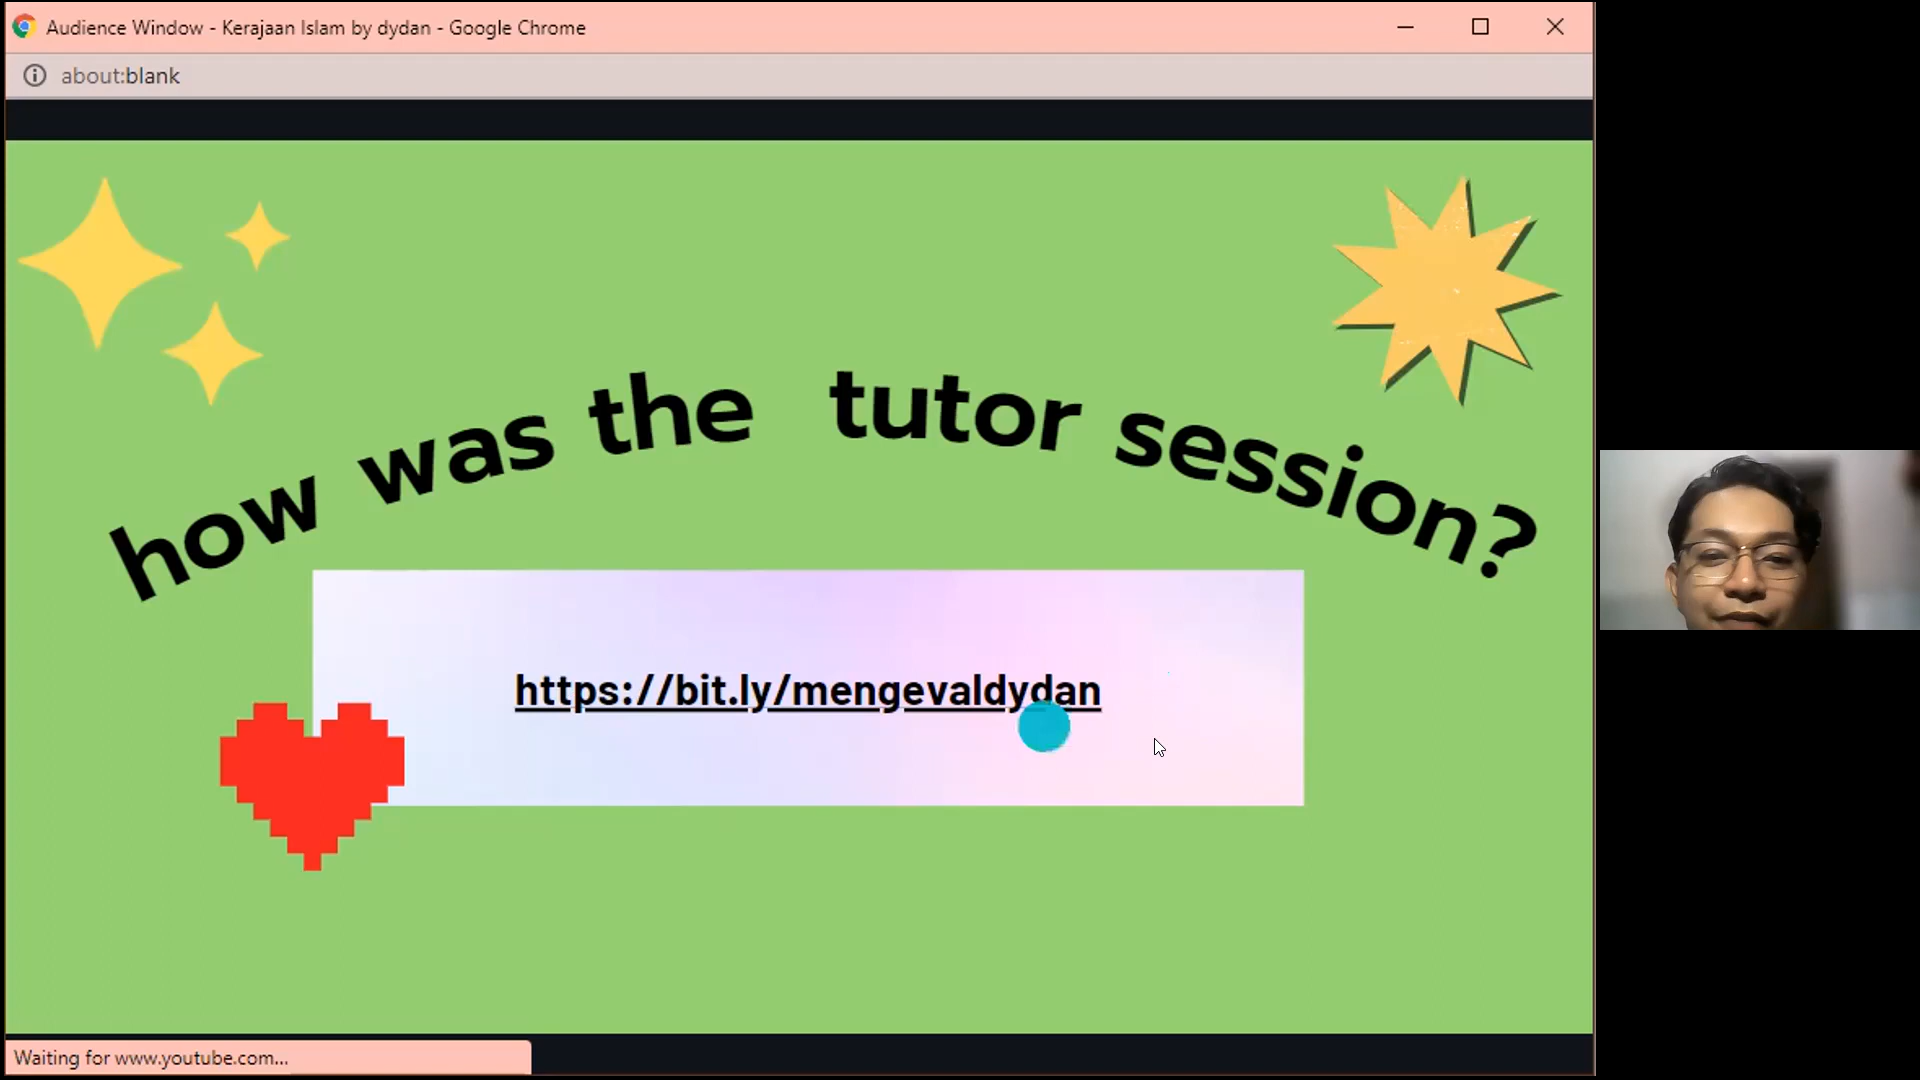 Audience Window - Kerajaan Islam by dydan - Google Chrome
about:blank
how was the tutor session?
https://bit.ly/mengevaldydan
Waiting for www.youtube.com...